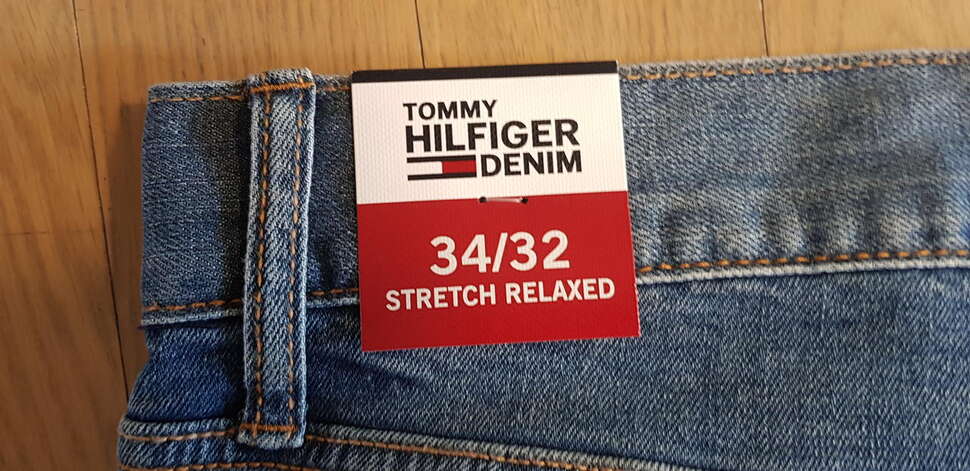 TOMMY
HILFIGER
DENIM
34/32
STRETCH RELAXED